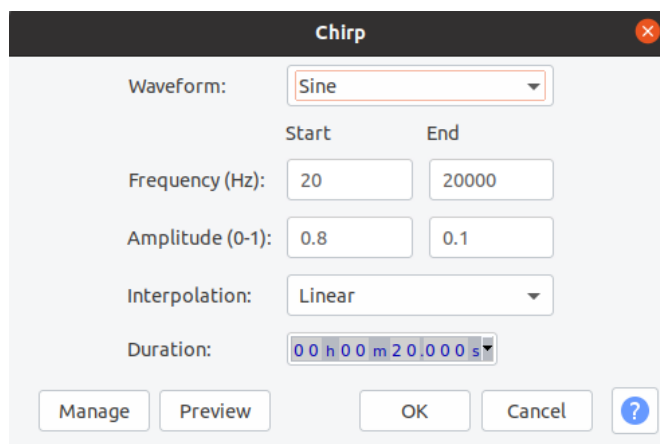 Chirp
Waveform: Sine
Start End
Frequency (Hz): 20 20000
Amplitude (0-1): 0.8 0.1
Interpolation: Linear
Duration: 00h00m20.000s
Manage Preview OK Cancel ?